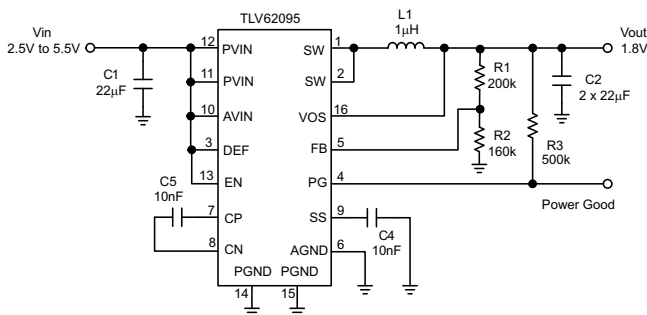 TLV62095
Vin
2.5V to 5.5V
C1
22μF
12 PVIN
11 PVIN
10 AVIN
3 DEF
13 EN
C5
10nF
7 CP
8 CN
PGND PGND
14 15
SW 1
SW 2
VOS 16
FB 5
PG 4
SS 9
AGND 6
C4
10nF
L1
1μH
R1
200k
R2
160k
R3
500k
C2
2 x 22μF
Vout
1.8V
Power Good